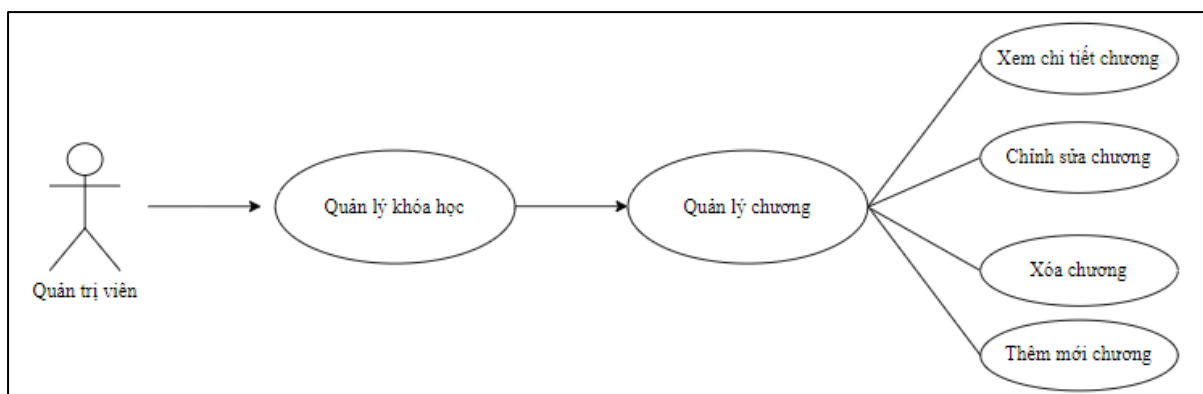 Xem chi tiết chương
Chỉnh sửa chương
Quản lý khóa học
Quản lý chương
Xóa chương
Quản trị viên
Thêm mới chương